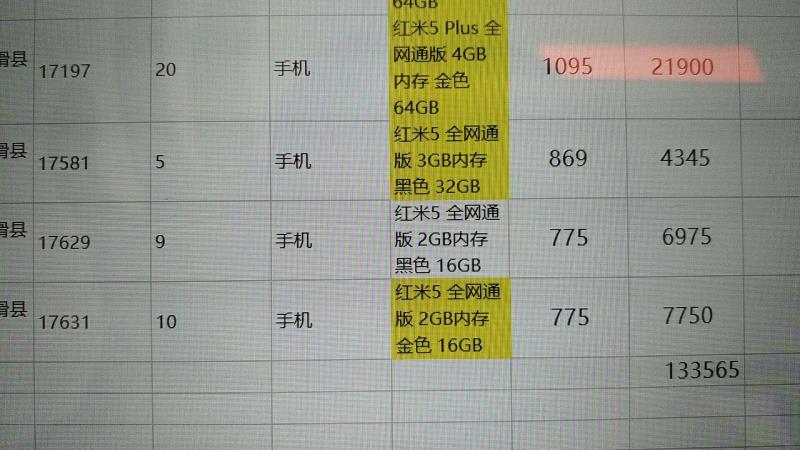 64GB
滑县 17197 20 手机 红米5 Plus 全
网通版 4GB
内存 金色
64GB 1095 21900
滑县 17581 5 手机 红米5 全网通
版 3GB内存
黑色 32GB 869 4345
滑县 17629 9 手机 红米5 全网通
版 2GB内存
黑色 16GB 775 6975
滑县 17631 10 手机 红米5 全网通
版 2GB内存
金色 16GB 775 7750
133565